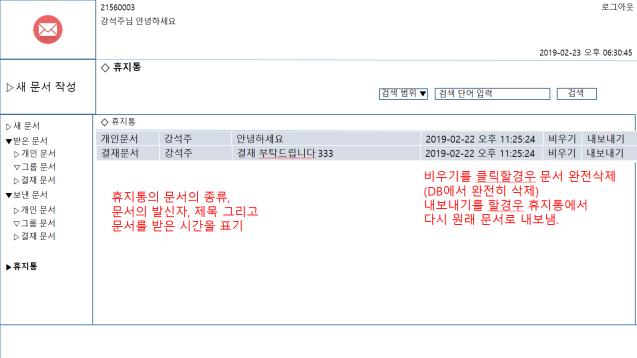 21560003
로그아웃
강석주님 안녕하세요
2019-02-23 오후 06:30:45
▷새 문서 작성
◇ 휴지통
검색 범위 ▼
검색 단어 입력
검색
▷새 문서
▼받은 문서
▷개인 문서
▽그룹 문서
▷결재 문서
▼보낸 문서
▷개인 문서
▽그룹 문서
▷결재 문서
▶휴지통
◇ 휴지통
개인문서 강석주 안녕하세요 2019-02-22 오후 11:25:24 비우기 내보내기
결재문서 강석주 결재 부탁드립니다 333 2019-02-22 오후 11:25:24 비우기 내보내기
휴지통의 문서의 종류,
문서의 발신자, 제목 그리고
문서를 받은 시간을 표기
비우기를 클릭할경우 문서 완전삭제
(DB에서 완전히 삭제)
내보내기를 할경우 휴지통에서
다시 원래 문서로 내보냄.